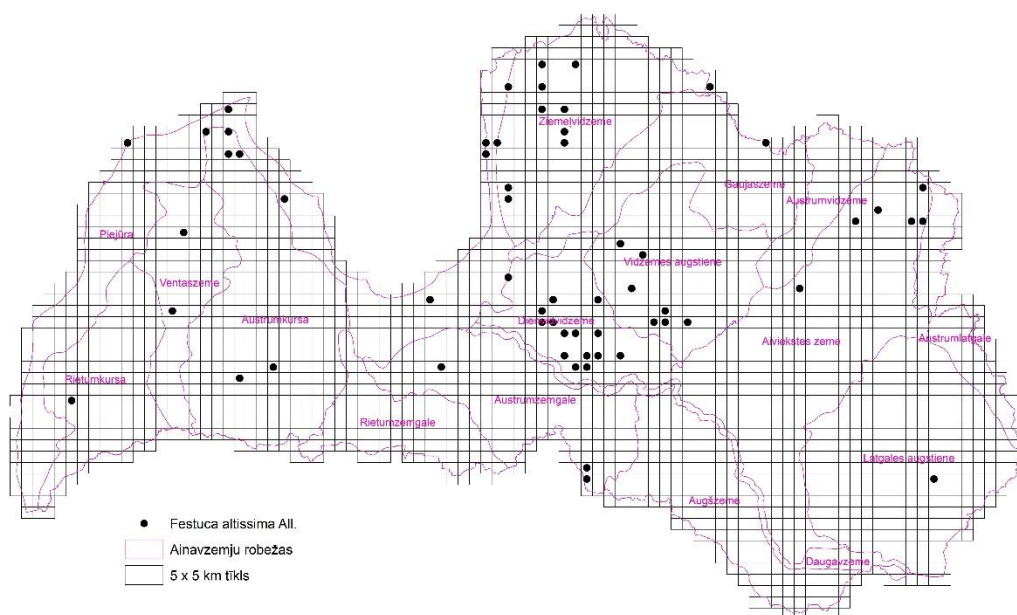 Ziemeļvidzeme
Gaujaszeme
Austrumvidzeme
Piejūra
Vidzemes augstiene
Ventaszeme
Austrumkursa
Dienvidvidzeme
Aiviekstes zeme
Austrumlatgale
Rietumkursa
Austrumzemgale
Rietumzemgale
Latgales augstiene
Augšzeme
Daugavzeme
Festuca altissima All.
Ainavzemju robežas
5 x 5 km tīkls